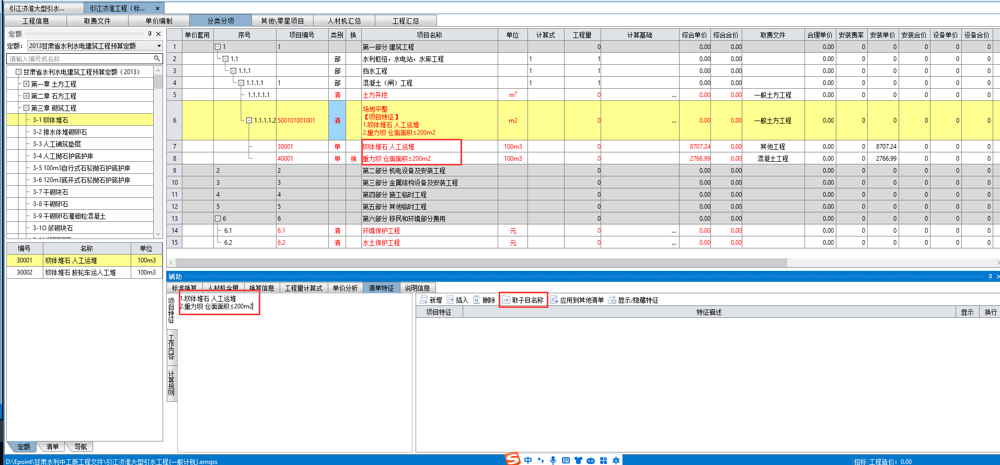 引江济淮大型引水...
引江济淮工程（标... ×
工程信息 取费文件 单价编制 分类分项 其他\零星项目 人材机汇总 工程汇总
定额
定额： 2013甘肃省水利水电建筑工程预算定额
请输入编号或名称
甘肃省水利水电建筑工程预算定额（2013）
第一章 土方工程
第二章 石方工程
第三章 砌筑工程
3-1 坝体堆石
3-2 排水体堆砌卵石
3-3 人工铺筑垫层
3-4 人工抛石护底护岸
3-5 100m3自行式石驳抛石护底护岸
3-6 120m3底开式石驳抛石护底护岸
3-7 干砌块石
3-8 干砌卵石
3-9 干砌卵石灌细粒混凝土
3-10 浆砌块石
编号 名称 单位
30001 坝体堆石 人工运堆 100m3
30002 坝体堆石 胶轮车运人工堆 100m3
定额 清单 导航
单价套用 序号 项目编号 类别 换 项目名称 单位 计算式 工程量 计算基础 综合单价 综合合价 取费文件 合理单价 安装费率 安装单价 安装合价 设备单价 设备合价
1 1 1 第一部分 建筑工程 0 0.00 0.00 0.00 0 0 0 0 0
2 1.1 部 水利枢纽，水电站，水库工程 1 1 0.00 0.00 0.00 0 0 0 0 0
3 1.1.1 部 挡水工程 1 1 0.00 0.00 0.00 0 0 0 0 0
4 1.1.1.1 1 部 混凝土（闸）工程 1 1 0.00 0.00 0.00 0 0 0 0 0
5 1.1.1.1.1 清 土方开挖 m³ 0 ... 0.00 0.00 一般土方工程 0.00 0 0 0 0 0
6 1.1.1.1.2 500101001001 清 场地平整
【项目特征】
1.坝体堆石 人工运堆
2.重力坝 仓面面积≤200m2
m2 0 ... 0.00 0.00 一般土方工程 0.00 0 0 0 0 0
7 30001 单 坝体堆石 人工运堆 100m3 0 8707.24 0.00 其他工程 0.00 0 8707.24 0 0 0
8 40001 单 换 重力坝 仓面面积≤200m2 100m3 0 2766.99 0.00 混凝土工程 0.00 0 2766.99 0 0 0
9 2 2 第二部分 机电设备及安装工程 0 0.00 0.00 0.00 0 0 0 0 0
10 3 3 第三部分 金属结构设备及安装工程 0 0.00 0.00 0.00 0 0 0 0 0
11 4 4 第四部分 施工临时工程 0 0.00 0.00 0.00 0 0 0 0 0
12 5 5 第五部分 其他临时工程 0 0.00 0.00 0.00 0 0 0 0 0
13 6 6 第六部分 移民和环境部分费用 0 0.00 0.00 0.00 0 0 0 0 0
14 6.1 6.1 清 环境保护工程 元 0 ... 0.00 0.00 0.00 0 0 0 0 0
15 6.2 6.2 清 水土保护工程 元 0 ... 0.00 0.00 0.00 0 0 0 0 0
辅助
标准换算 人材机含量 换算信息 工程量计算式 单价分析 清单特征 说明信息
项目特征
工作内容
计算规则
1.坝体堆石 人工运堆
2.重力坝 仓面面积≤200m2
新增 插入 删除 取子目名称 应用到其他清单 显示/隐藏特征
项目特征 特征描述 显示 换行
D:\Epoint\甘肃水利中工版工程文件\引江济淮大型引水工程(一般计税).emqss
S 中
招标 工程造价：0.00